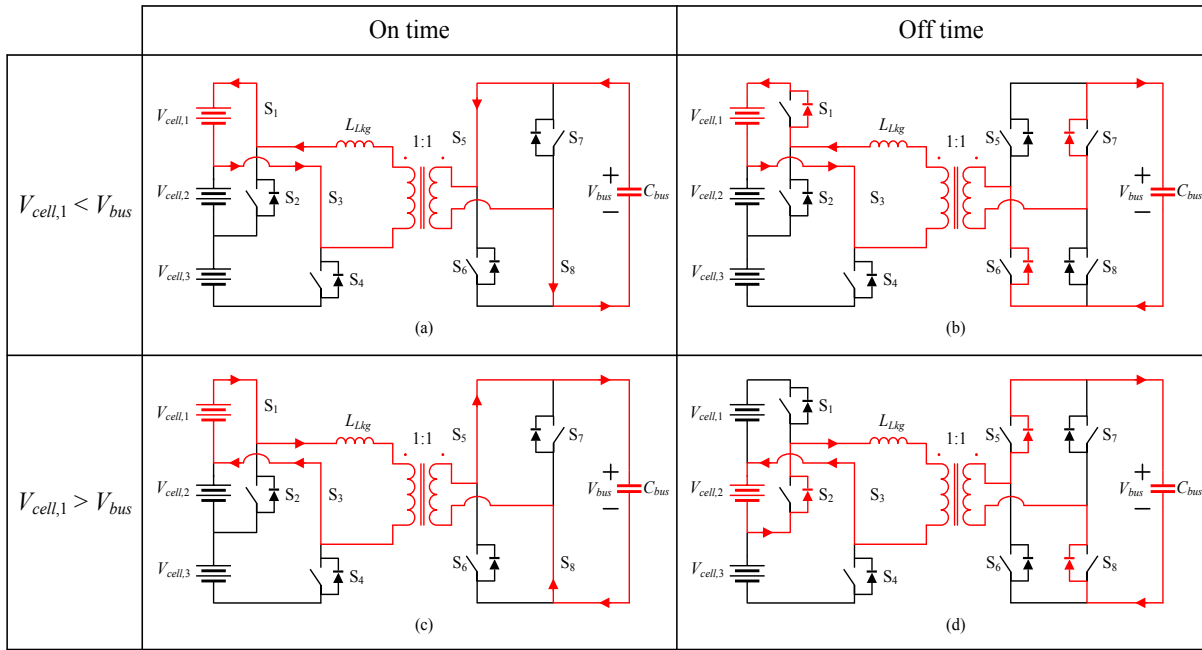 On time
Off time
V_cell,1 < V_bus
V_cell,1
V_cell,2
V_cell,3
S1
S2
S3
S4
L_Lkg
1:1
S5
S6
S7
S8
+
V_bus
−
C_bus
(a)
V_cell,1
V_cell,2
V_cell,3
S1
S2
S3
S4
L_Lkg
1:1
S5
S6
S7
S8
+
V_bus
−
C_bus
(b)
V_cell,1 > V_bus
V_cell,1
V_cell,2
V_cell,3
S1
S2
S3
S4
L_Lkg
1:1
S5
S6
S7
S8
+
V_bus
−
C_bus
(c)
V_cell,1
V_cell,2
V_cell,3
S1
S2
S3
S4
L_Lkg
1:1
S5
S6
S7
S8
+
V_bus
−
C_bus
(d)